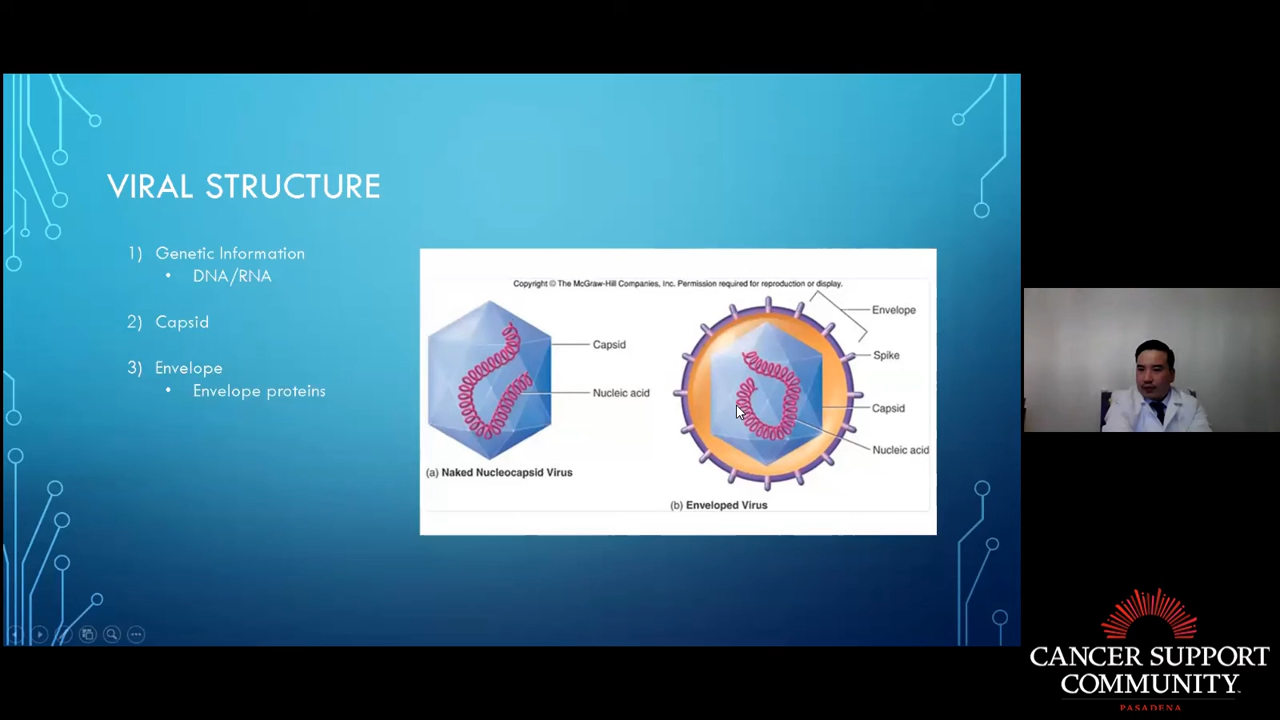 VIRAL STRUCTURE
1) Genetic Information
• DNA/RNA
2) Capsid
3) Envelope
• Envelope proteins
Copyright © The McGraw-Hill Companies, Inc. Permission required for reproduction or display.
Capsid
Nucleic acid
(a) Naked Nucleocapsid Virus
Envelope
Spike
Capsid
Nucleic acid
(b) Enveloped Virus
CANCER SUPPORT
COMMUNITY
PASADENA